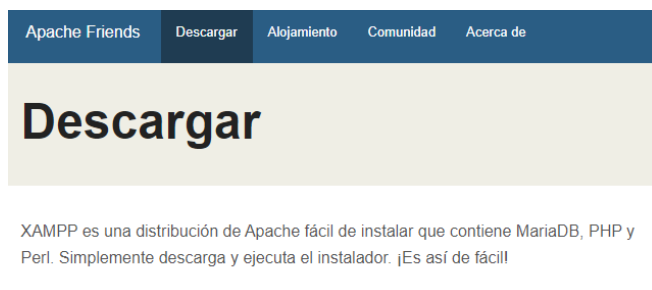 Apache Friends Descargar Alojamiento Comunidad Acerca de
Descargar
XAMPP es una distribución de Apache fácil de instalar que contiene MariaDB, PHP y
Perl. Simplemente descarga y ejecuta el instalador. ¡Es así de fácil!